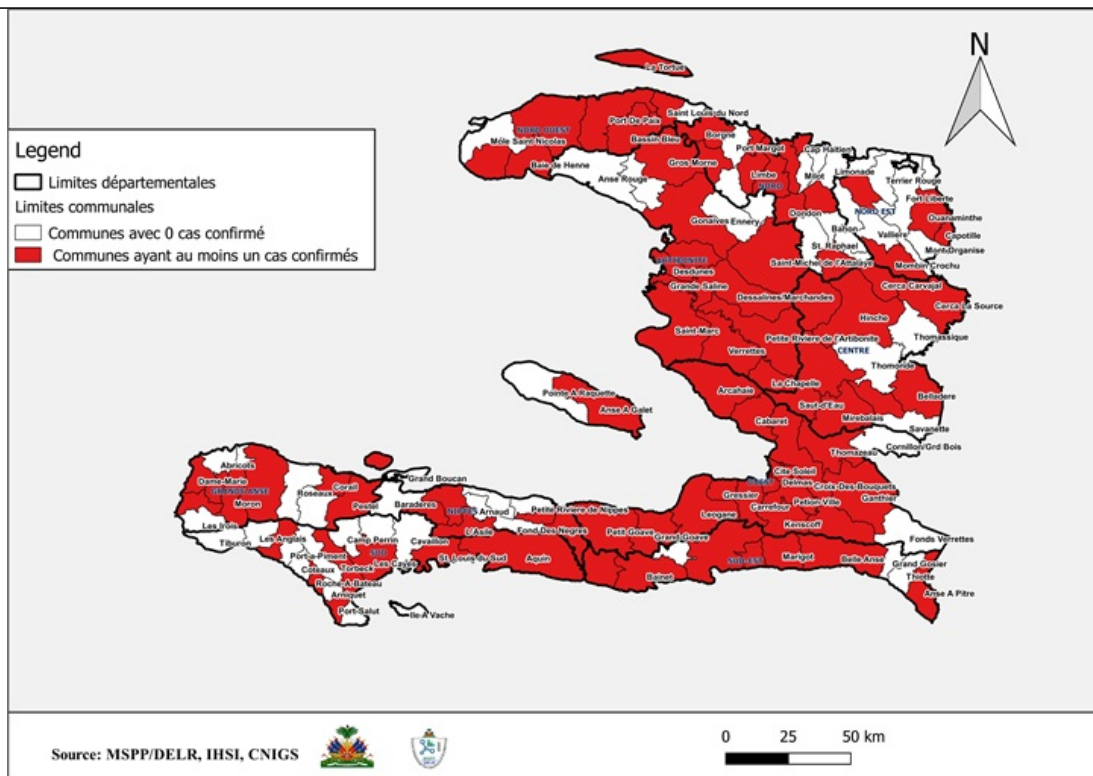 N
Legend
Limites départementales
Limites communales
Communes avec 0 cas confirmé
Communes ayant au moins un cas confirmés
La Tortue
Saint Louis du Nord
Port De Paix
NORD OUEST
Môle Saint Nicolas
Bassin Bleu
Borgne
Port Margot
Cap Haitien
Baie de Henne
Gros Morne
Anse Rouge
Limbe
NORD
Milot
Limonade
Terrier Rouge
Fort Liberte
Ouanaminthe
NORD EST
Gonaives
Ennery
Dondon
Bahon
Valliere
Capotille
Mont-Organise
St. Raphael
Saint-Michel de l'Attalaye
Mombin Crochu
Desdunes
Grande Saline
Dessalines/Marchandes
Cerca Carvajal
Cerca La Source
Hinche
Saint-Marc
Petite Riviere de l'Artibonite
Thomassique
Verrettes
CENTRE
Thomonde
La Chapelle
Pointe A Raquette
Anse A Galet
Arcahaie
Saut-d'Eau
Belladere
Cabaret
Mirebalais
Savanette
Cornillon/Grd Bois
Thomazeau
Abricots
Grand Boucan
Cite Soleil
Dame-Marie
Corail
Delmas
Croix-Des-Bouquets
GRANDE ANSE
Roseaux
Moron
Pestel
Baraderes
NIPPES
Arnaud
Petite Riviere de Nippes
Gressier
Petion-Ville
Ganthier
Leogane
Carrefour
Les Irois
Kenscoff
Tiburon
Les Anglais
Camp Perrin
Cavaillon
L'Asile
Fond Des Negres
Petit Goave
Grand-Goave
Fonds Verrettes
Port-a-Piment
SUD
Les Cayes
St. Louis du Sud
Aquin
SUD-EST
Marigot
Belle Anse
Grand Gosier
Coteaux
Torbeck
Roche-A-Bateau
Bainet
Thiotte
Arniquet
Anse A Pitre
Port-Salut
Ile-A Vache
Source: MSPP/DELR, IHSI, CNIGS
0 25 50 km